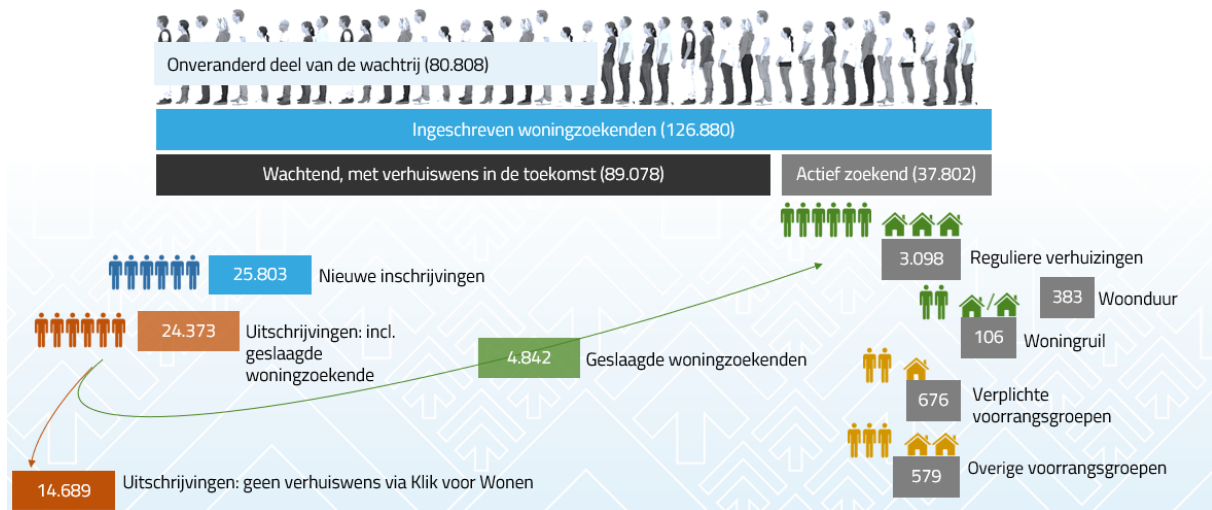 Onveranderd deel van de wachtrij (80.808)
Ingeschreven woningzoekenden (126.880)
Wachtend, met verhuiswens in de toekomst (89.078)
Actief zoekend (37.802)
3.098
Reguliere verhuizingen
25.803
Nieuwe inschrijvingen
383
Woonduur
24.373
Uitschrijvingen: incl.
geslaagde
woningzoekende
106
Woningruil
4.842
Geslaagde woningzoekenden
676
Verplichte
voorrangsgroepen
579
Overige voorrangsgroepen
14.689
Uitschrijvingen: geen verhuiswens via Klik voor Wonen